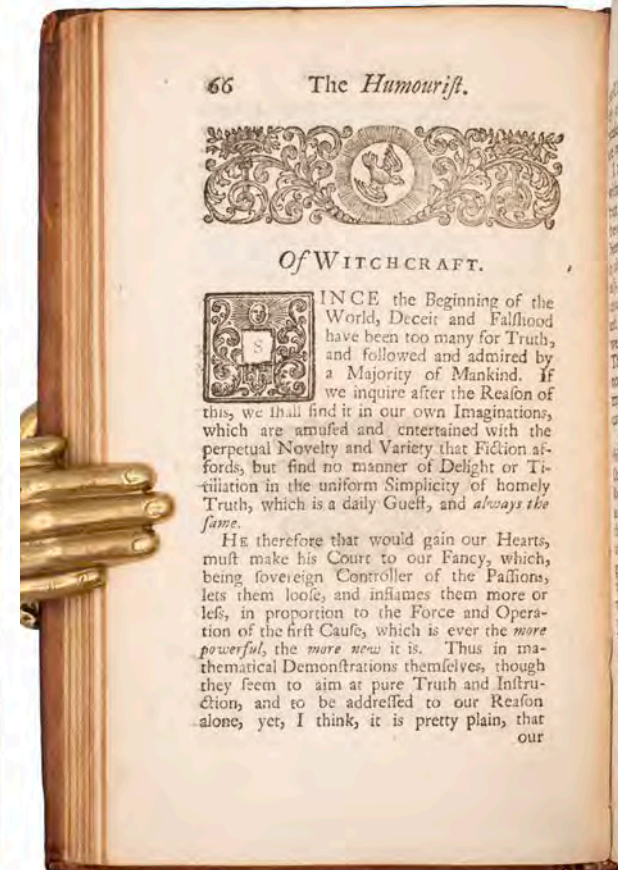 66 The Humouriſt.
Of WITCHCRAFT.
SINCE the Beginning of the
World, Deceit and Falſhood
have been too many for Truth,
and followed and admired by
a Majority of Mankind. If
we inquire after the Reaſon of
this, we ſhall find it in our own Imaginations,
which are amuſed and entertained with the
perpetual Novelty and Variety that Fiction af-
fords, but find no manner of Delight or Ti-
tillation in the uniform Simplicity of homely
Truth, which is a daily Gueſt, and always the
ſame.
HE therefore that would gain our Hearts,
muſt make his Court to our Fancy, which,
being ſovereign Controller of the Paſſions,
lets them looſe, and inflames them more or
leſs, in proportion to the Force and Opera-
tion of the firſt Cauſe, which is ever the more
powerful, the more new it is. Thus in ma-
thematical Demonſtrations themſelves, though
they ſeem to aim at pure Truth and Inſtru-
ction, and to be addreſſed to our Reaſon
alone, yet, I think, it is pretty plain, that
our